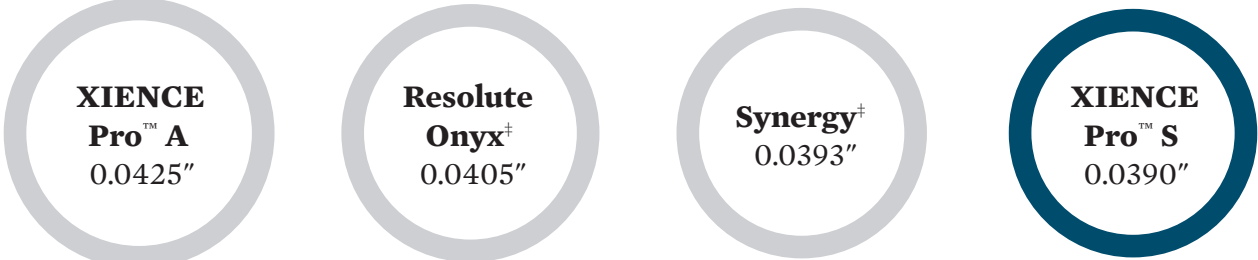 XIENCE
Pro™ A
0.0425″
Resolute
Onyx‡
0.0405″
Synergy‡
0.0393″
XIENCE
Pro™ S
0.0390″